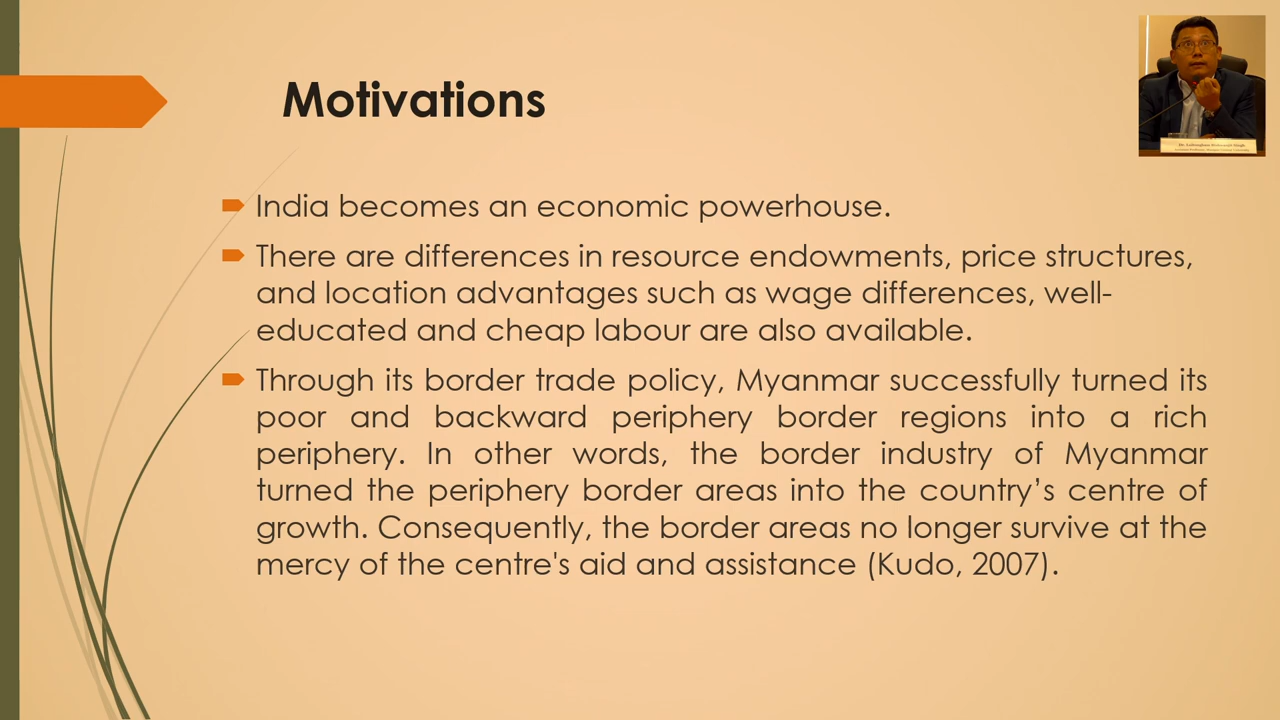 Motivations
India becomes an economic powerhouse.
There are differences in resource endowments, price structures,
and location advantages such as wage differences, well-
educated and cheap labour are also available.
Through its border trade policy, Myanmar successfully turned its
poor and backward periphery border regions into a rich
periphery. In other words, the border industry of Myanmar
turned the periphery border areas into the country’s centre of
growth. Consequently, the border areas no longer survive at the
mercy of the centre's aid and assistance (Kudo, 2007).